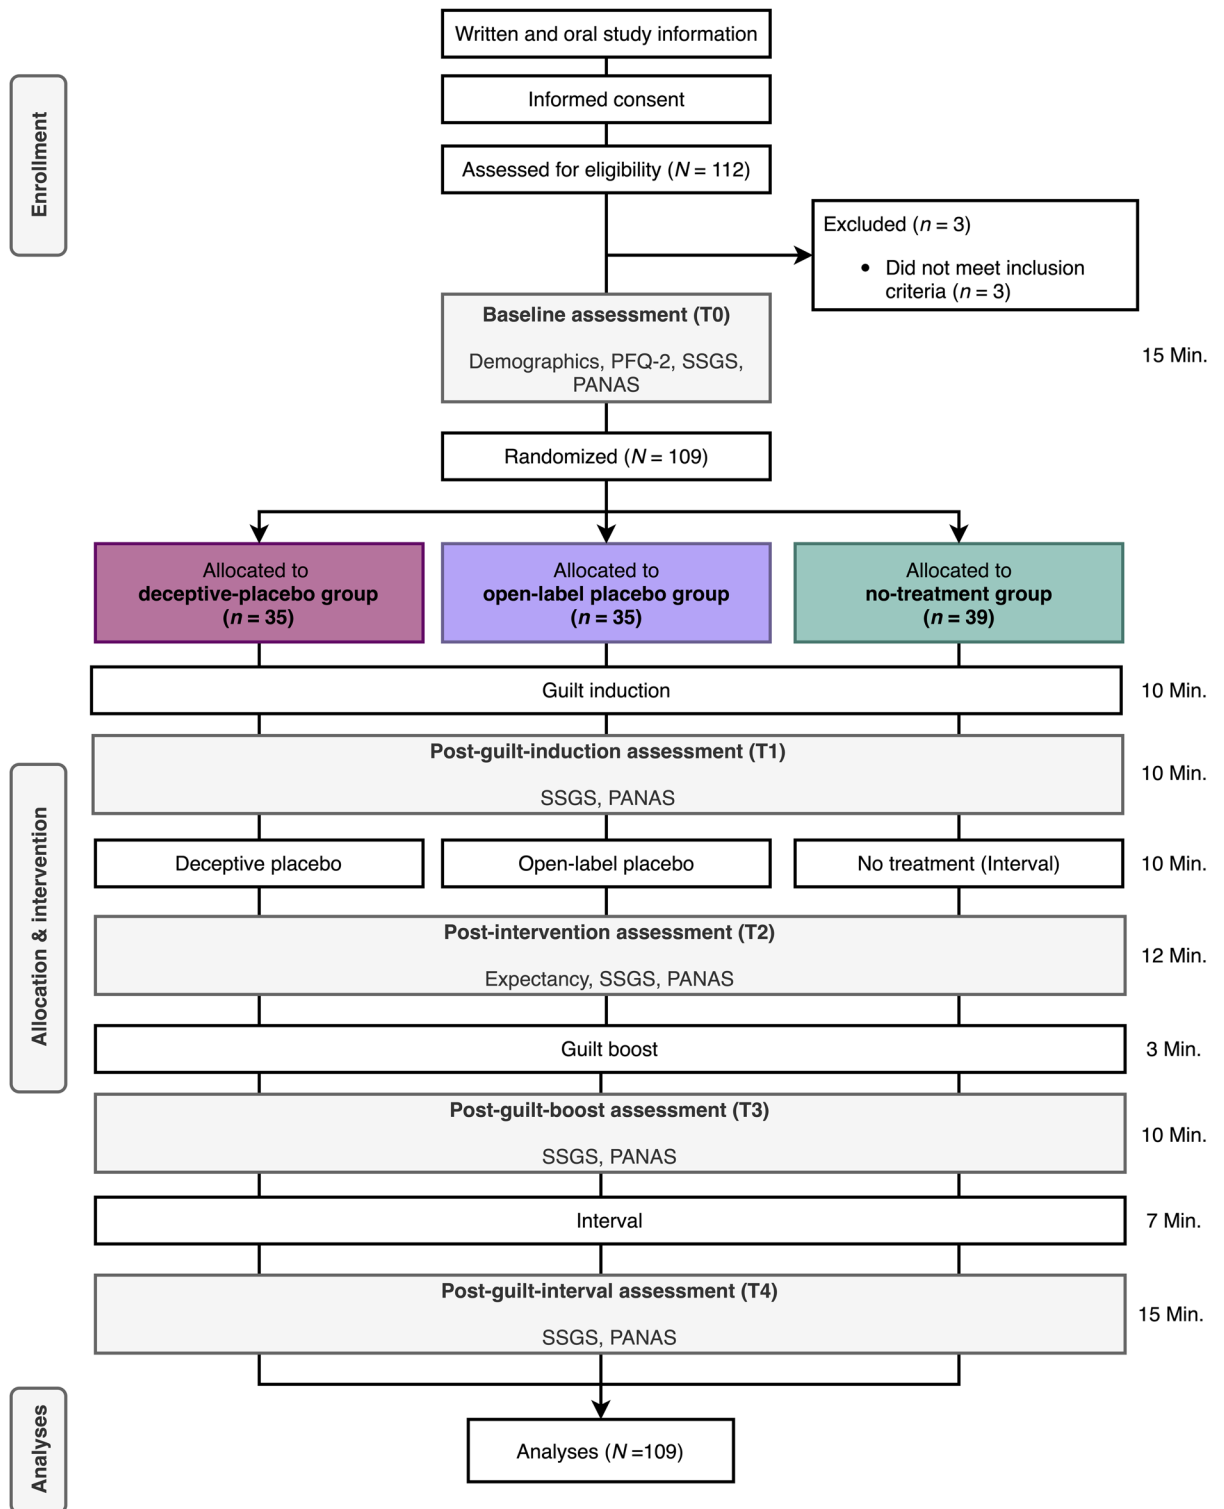 Written and oral study information
Enrollment
Informed consent
Assessed for eligibility (N = 112)
Excluded (n = 3)
• Did not meet inclusion
criteria (n = 3)
Baseline assessment (T0)
Demographics, PFQ-2, SSGS,
PANAS
15 Min.
Randomized (N = 109)
Allocated to
deceptive-placebo group
(n = 35)
Allocated to
open-label placebo group
(n = 35)
Allocated to
no-treatment group
(n = 39)
Guilt induction
10 Min.
Allocation & intervention
Post-guilt-induction assessment (T1)
SSGS, PANAS
10 Min.
Deceptive placebo
Open-label placebo
No treatment (Interval)
10 Min.
Post-intervention assessment (T2)
Expectancy, SSGS, PANAS
12 Min.
Guilt boost
3 Min.
Post-guilt-boost assessment (T3)
SSGS, PANAS
10 Min.
Interval
7 Min.
Post-guilt-interval assessment (T4)
SSGS, PANAS
15 Min.
Analyses
Analyses (N =109)